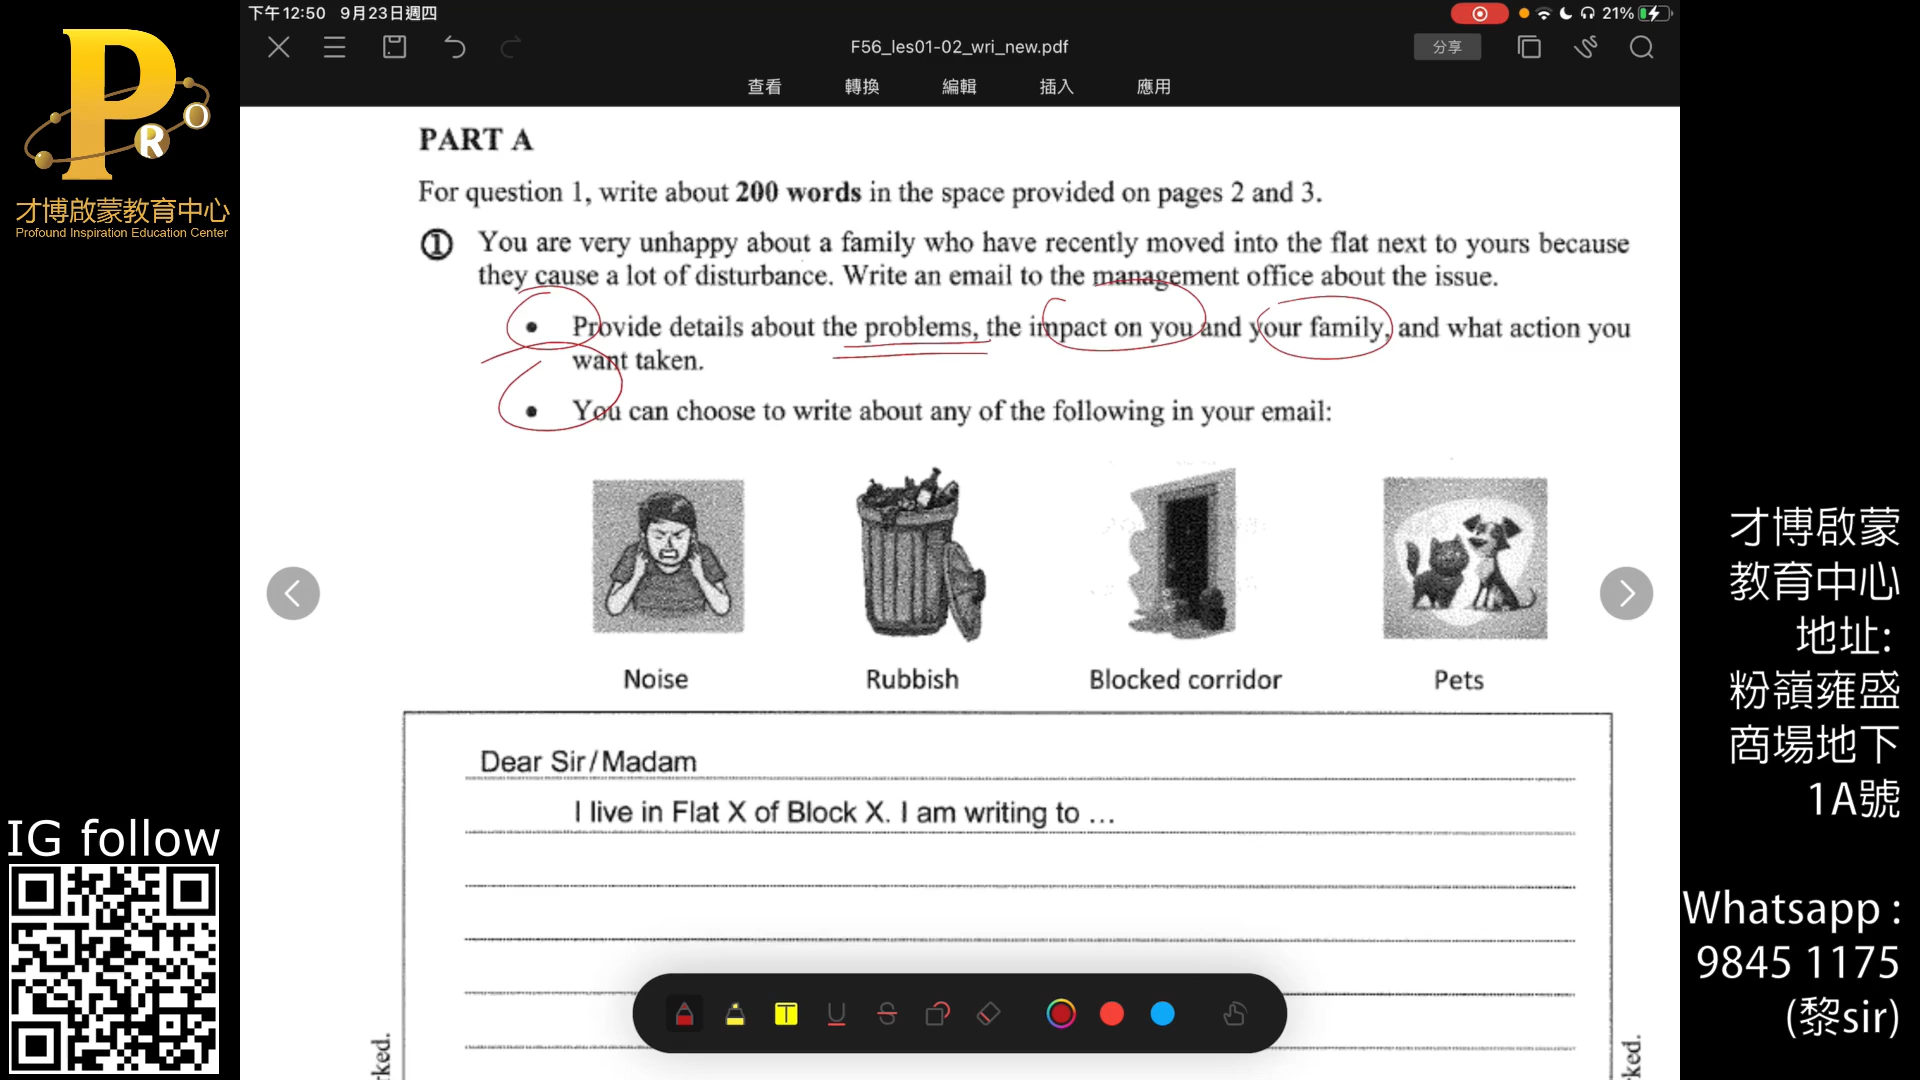 下午12:50 9月23日週四
21%
F56_les01-02_wri_new.pdf
分享
查看 轉換 編輯 插入 應用
P R O
才博啟蒙教育中心
Profound Inspiration Education Center
PART A
For question 1, write about 200 words in the space provided on pages 2 and 3.
① You are very unhappy about a family who have recently moved into the flat next to yours because
they cause a lot of disturbance. Write an email to the management office about the issue.
• Provide details about the problems, the impact on you and your family, and what action you
want taken.
• You can choose to write about any of the following in your email:
Noise Rubbish Blocked corridor Pets
Dear Sir/Madam
I live in Flat X of Block X. I am writing to ...
rked.
rked.
IG follow
才博啟蒙
教育中心
地址:
粉嶺雍盛
商場地下
1A號
Whatsapp :
9845 1175
(黎sir)